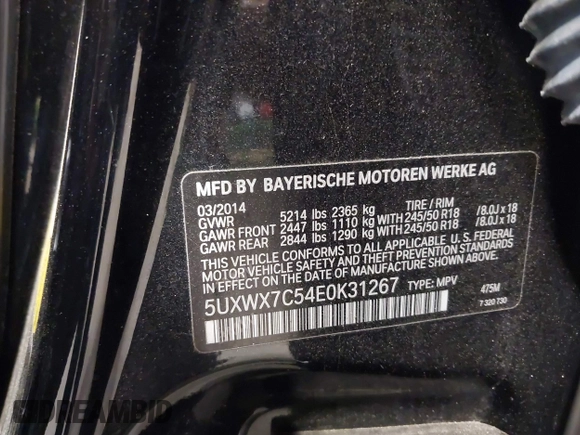 MFD BY BAYERISCHE MOTOREN WERKE AG
03/2014 TIRE / RIM
GVWR 5214 lbs 2365 kg
GAWR FRONT 2447 lbs 1110 kg WITH 245/50 R18 /8.0J x 18
GAWR REAR 2844 lbs 1290 kg WITH 245/50 R18 /8.0J x 18
THIS VEHICLE CONFORMS TO ALL APPLICABLE U.S. FEDERAL
MOTOR VEHICLE SAFETY AND THEFT PREVENTION STANDARDS
IN EFFECT ON THE DATE OF MANUFACTURE SHOWN ABOVE.
5UXWX7C54E0K31267 TYPE: MPV 475M
7 320 730
DREAMBID